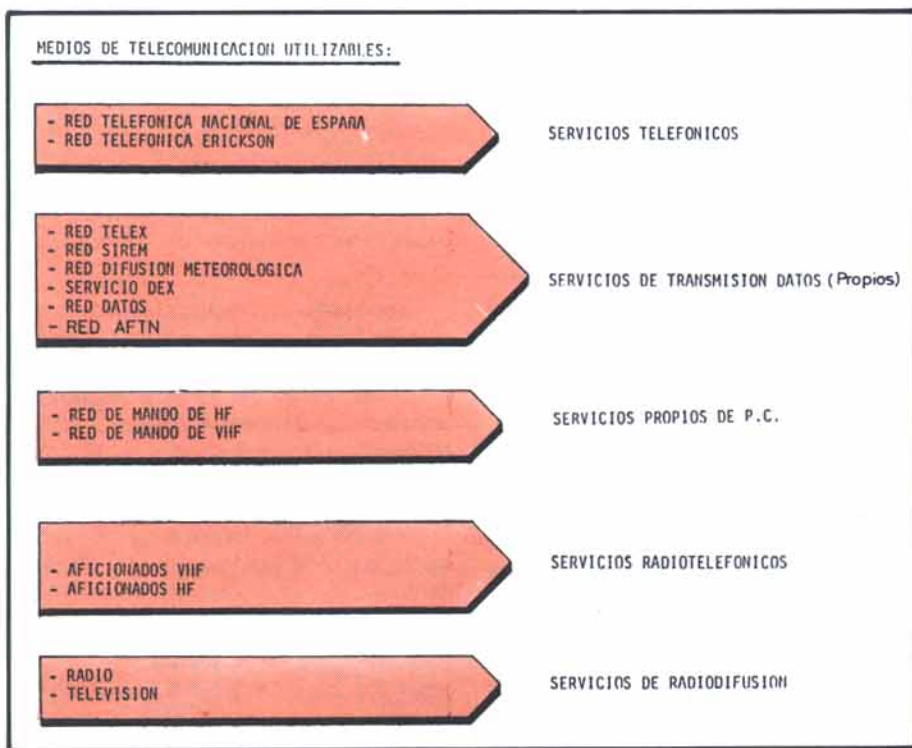 MEDIOS DE TELECOMUNICACION UTILIZABLES:
- RED TELEFONICA NACIONAL DE ESPAÑA
- RED TELEFONICA ERICKSON
SERVICIOS TELEFONICOS
- RED TELEX
- RED SIREM
- RED DIFUSION METEOROLOGICA
- SERVICIO DEX
- RED DATOS
- RED AFTN
SERVICIOS DE TRANSMISION DATOS (Propios)
- RED DE MANDO DE HF
- RED DE MANDO DE VHF
SERVICIOS PROPIOS DE P.C.
- AFICIONADOS VHF
- AFICIONADOS HF
SERVICIOS RADIOTELEFONICOS
- RADIO
- TELEVISION
SERVICIOS DE RADIODIFUSION